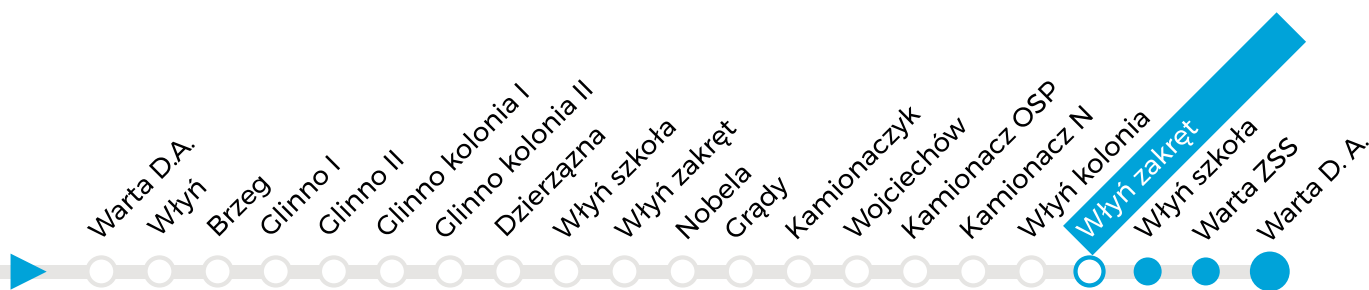 Warta D.A.
Włyń
Brzeg
Glinno I
Glinno II
Glinno kolonia I
Glinno kolonia II
Dzierzązna
Włyń szkoła
Włyń zakręt
Nobela
Grądy
Kamionaczyk
Wojciechów
Kamionacz OSP
Kamionacz N
Włyń kolonia
Włyń zakręt
Włyń szkoła
Warta ZSS
Warta D. A.